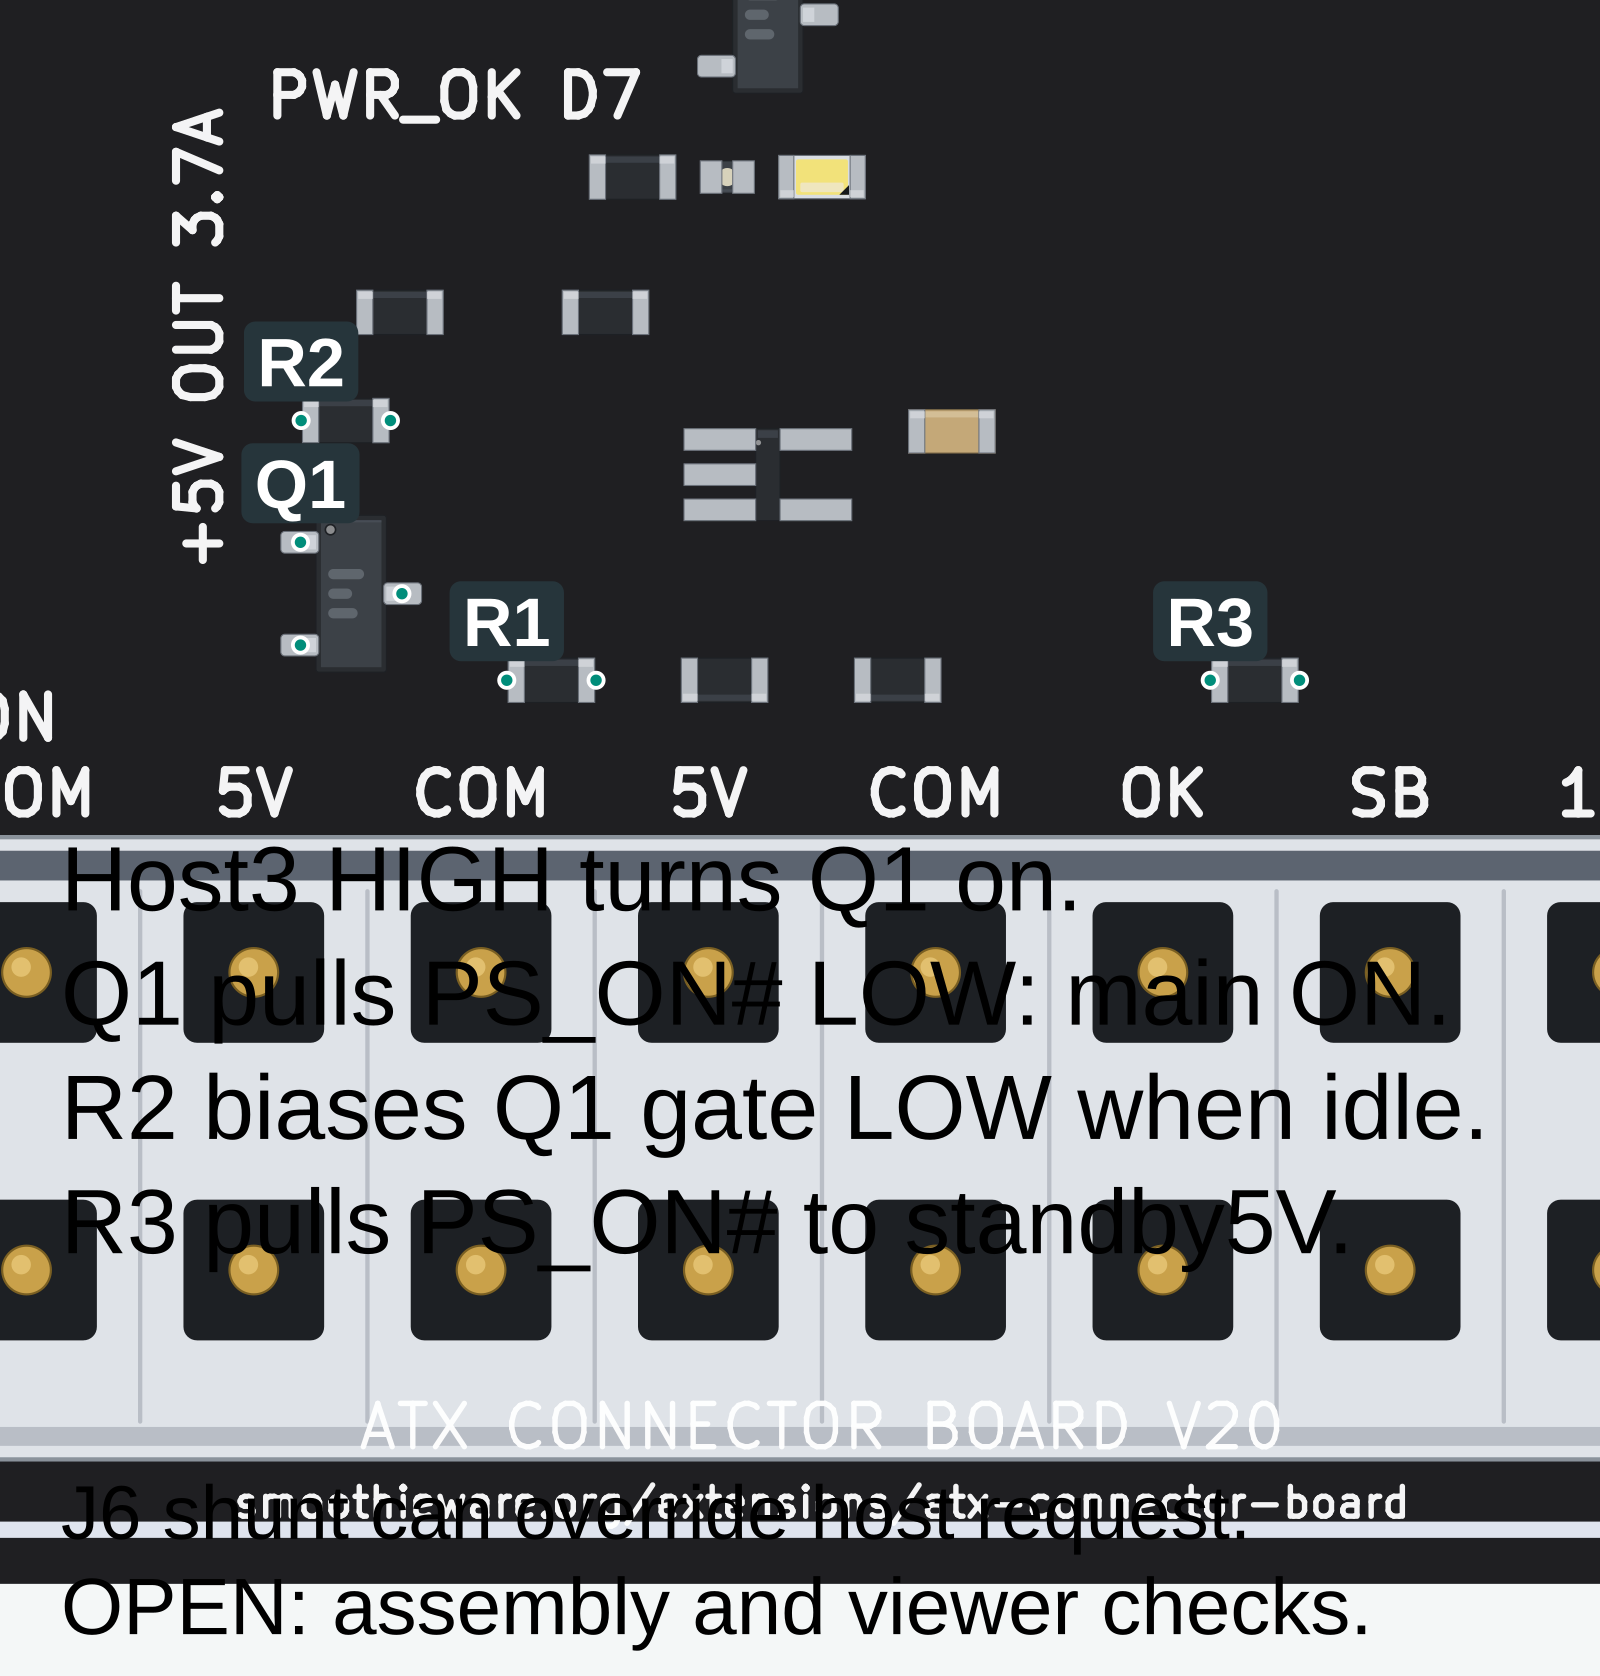 PWR_OK D7
+5V OUT 3.7A
R2
Q1
R1
R3
ON
OM 5V COM 5V COM OK SB 1
Host3 HIGH turns Q1 on.
Q1 pulls PS_ON# LOW: main ON.
R2 biases Q1 gate LOW when idle.
R3 pulls PS_ON# to standby5V.
ATX CONNECTOR BOARD V20
smoothieware.org/extensions/atx-connector-board
J6 shunt can override host request.
OPEN: assembly and viewer checks.